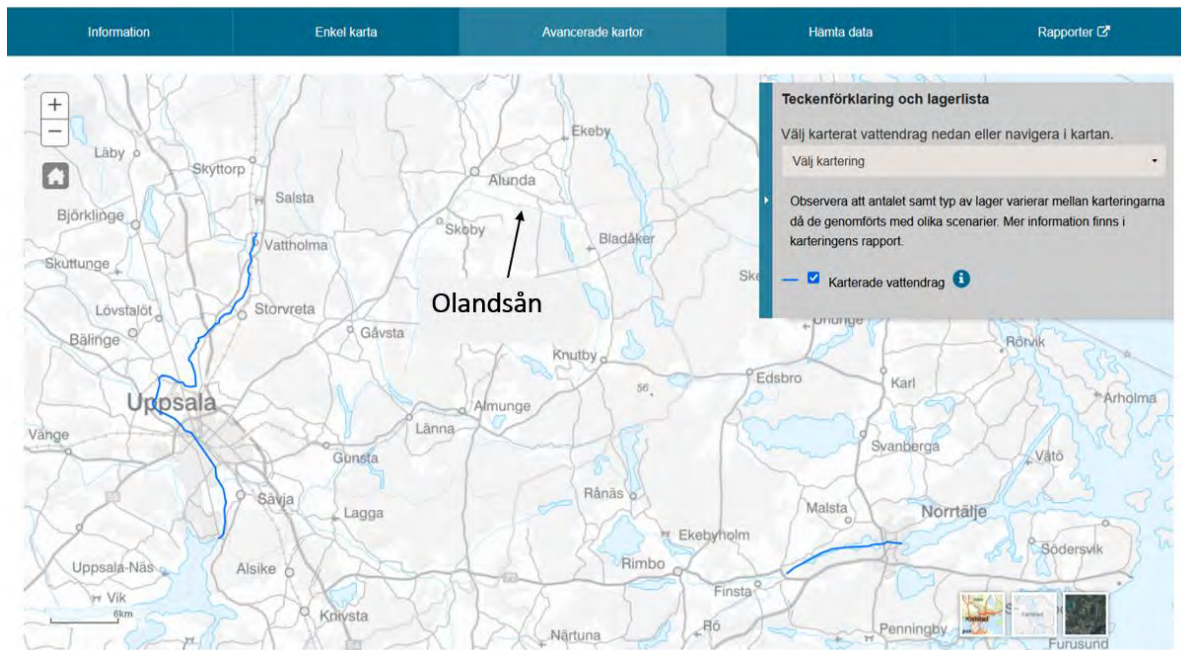 Information
Enkel karta
Avancerade kartor
Hämta data
Rapporter
+
−
Teckenförklaring och lagerlista
Välj karterat vattendrag nedan eller navigera i kartan.
Välj kartering
Observera att antalet samt typ av lager varierar mellan karteringarna
då de genomförts med olika scenarier. Mer information finns i
karteringens rapport.
Karterade vattendrag
Ekeby
Läby
Skyttorp
Alunda
Salsta
Björklinge
Skoby
Vattholma
Bladåker
Skuttunge
Ske
Olandsån
Lövstalöt
Storvreta
Gåvsta
Bälinge
Rörvik
Knutby
Edsbro
Karl
56
Arholma
Uppsala
Almunge
Länna
Vänge
Svanberga
Gunsta
Vätö
Sävja
Rånäs
Malsta
Norrtälje
Lagga
Ekebyholm
Södersvik
Rimbo
Uppsala-Näs
Alsike
Finsta
Vik
6km
Knivsta
Rö
Penningby
Närtuna
Furusund